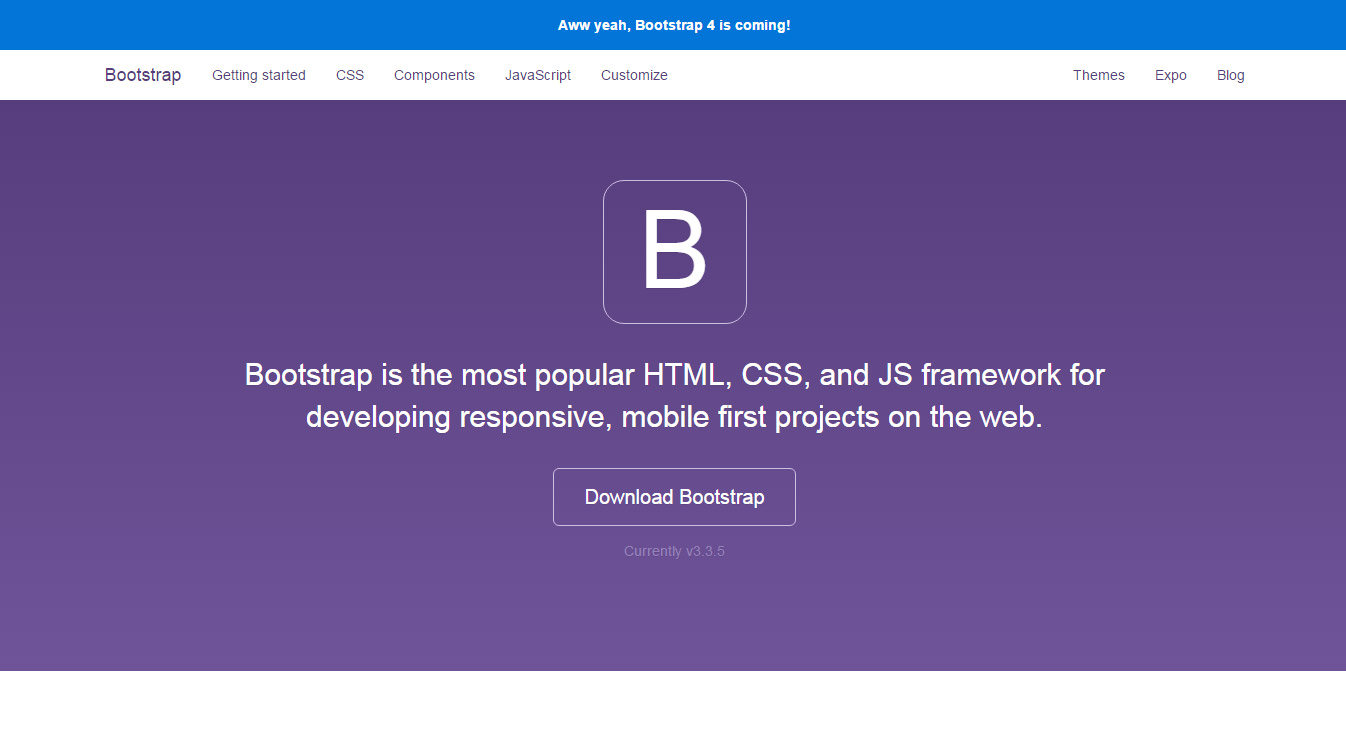 Aww yeah, Bootstrap 4 is coming!
Bootstrap Getting started CSS Components JavaScript Customize Themes Expo Blog
B
Bootstrap is the most popular HTML, CSS, and JS framework for
developing responsive, mobile first projects on the web.
Download Bootstrap
Currently v3.3.5